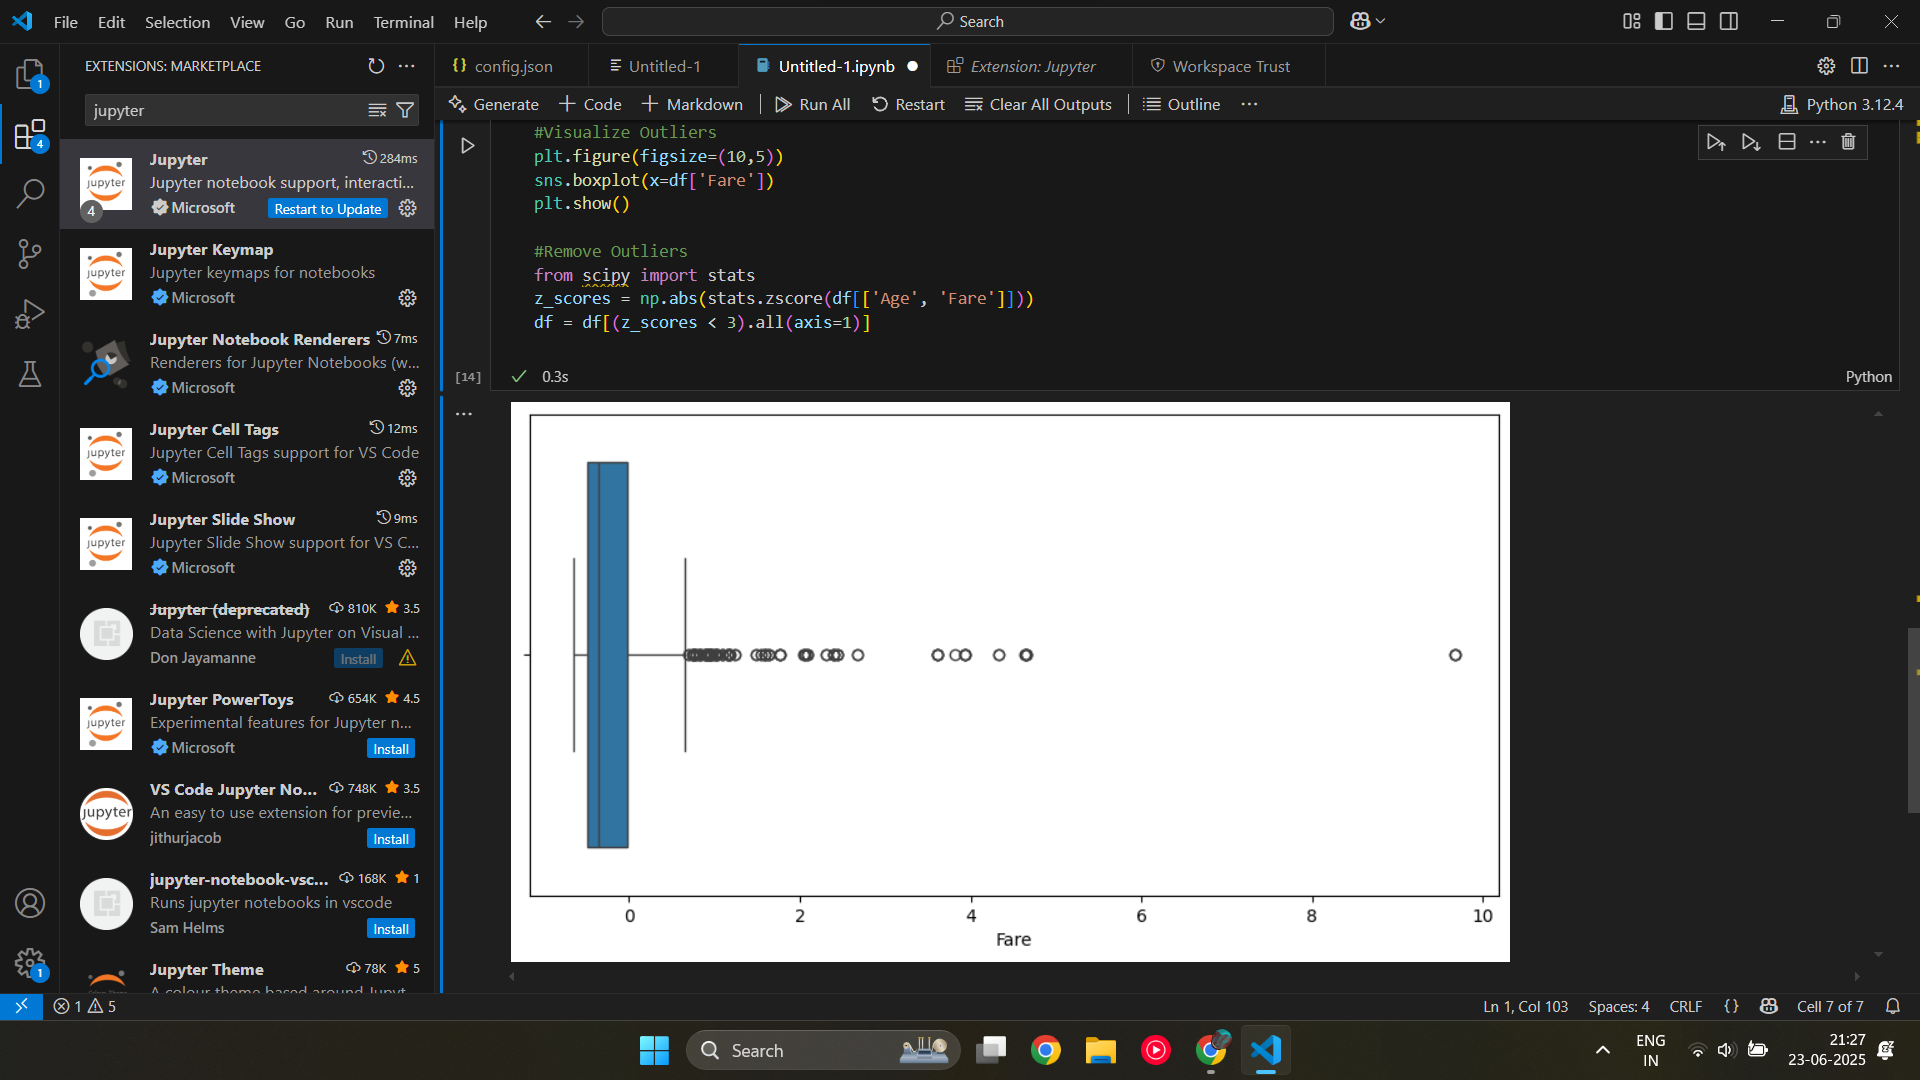 File Edit Selection View Go Run Terminal Help
Search
EXTENSIONS: MARKETPLACE
config.json
Untitled-1
Untitled-1.ipynb
Extension: Jupyter
Workspace Trust
jupyter
Generate
Code
Markdown
Run All
Restart
Clear All Outputs
Outline
Python 3.12.4
Jupyter
284ms
Jupyter notebook support, interacti...
Microsoft
Restart to Update
4
Jupyter Keymap
Jupyter keymaps for notebooks
Microsoft
Jupyter Notebook Renderers
7ms
Renderers for Jupyter Notebooks (w...
Microsoft
Jupyter Cell Tags
12ms
Jupyter Cell Tags support for VS Code
Microsoft
Jupyter Slide Show
9ms
Jupyter Slide Show support for VS C...
Microsoft
Jupyter (deprecated)
810K
3.5
Data Science with Jupyter on Visual ...
Don Jayamanne
Install
Jupyter PowerToys
654K
4.5
Experimental features for Jupyter n...
Microsoft
Install
VS Code Jupyter No...
748K
3.5
An easy to use extension for previe...
jithurjacob
Install
jupyter-notebook-vsc...
168K
1
Runs jupyter notebooks in vscode
Sam Helms
Install
Jupyter Theme
78K
5
A colour theme based around Jupyt
#Visualize Outliers
plt.figure(figsize=(10,5))
sns.boxplot(x=df['Fare'])
plt.show()
#Remove Outliers
from scipy import stats
z_scores = np.abs(stats.zscore(df[['Age', 'Fare']]))
df = df[(z_scores < 3).all(axis=1)]
[14]
0.3s
Python
0 2 4 6 8 10
Fare
1
4
1
1
5
Ln 1, Col 103
Spaces: 4
CRLF
{}
Cell 7 of 7
Search
ENG
IN
21:27
23-06-2025